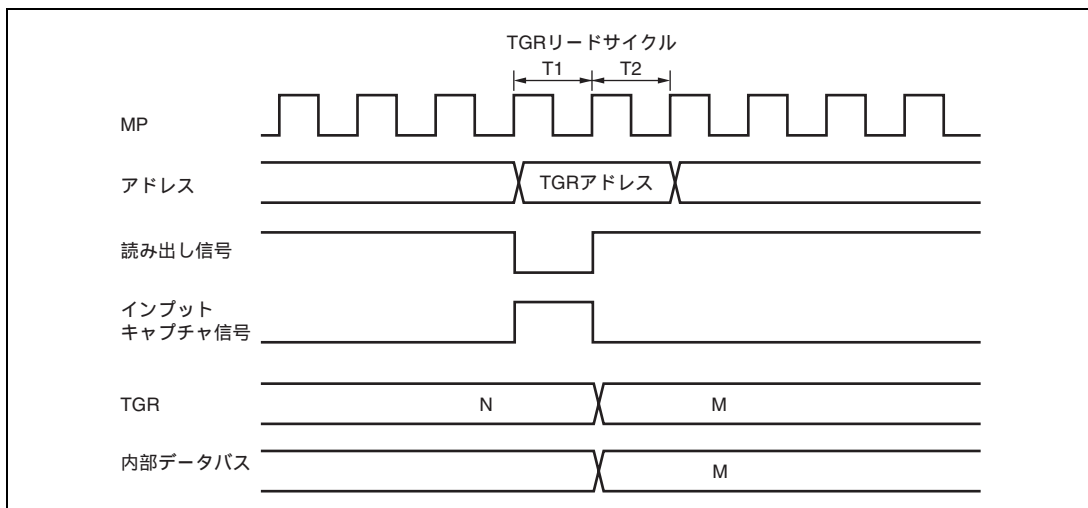 TGRリードサイクル
T1 T2
MP
アドレス TGRアドレス
読み出し信号
インプット
キャプチャ信号
TGR N M
内部データバス M